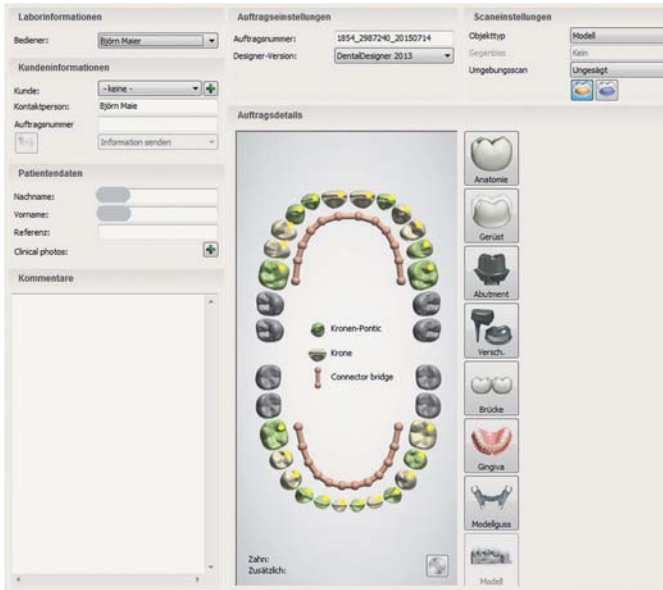 Laborinformationen
Bediener: Björn Maier
Kundeninformationen
Kunde: - keine -
Kontaktperson: Björn Maie
Auftragsnummer
Information senden
Patientendaten
Nachname:
Vorname:
Referenz:
Clinical photos:
Kommentare
Auftragseinstellungen
Auftragsnummer: 1854_2987240_20150714
Designer-Version: DentalDesigner 2013
Auftragsdetails
Kronen-Pontic
Krone
Connector bridge
Zahn:
Zusätzlich:
Scaneinstellungen
Objekttyp Modell
Gegenbiss Kein
Umgebungsscan Ungesägt
Anatomie
Gerüst
Abutment
Versch.
Brücke
Gingiva
Modellguss
Modell